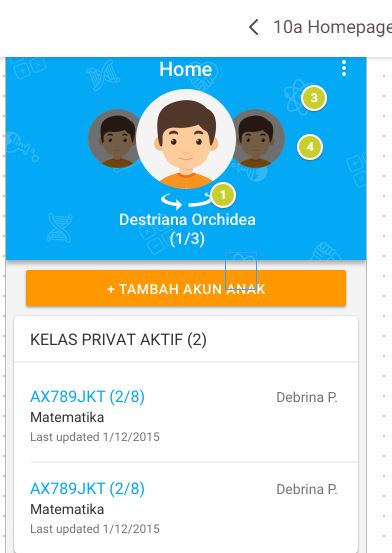 10a Homepage
Home
3
4
1
Destriana Orchidea
(1/3)
+ TAMBAH AKUN ANAK
KELAS PRIVAT AKTIF (2)
AX789JKT (2/8)
Debrina P.
Matematika
Last updated 1/12/2015
AX789JKT (2/8)
Debrina P.
Matematika
Last updated 1/12/2015